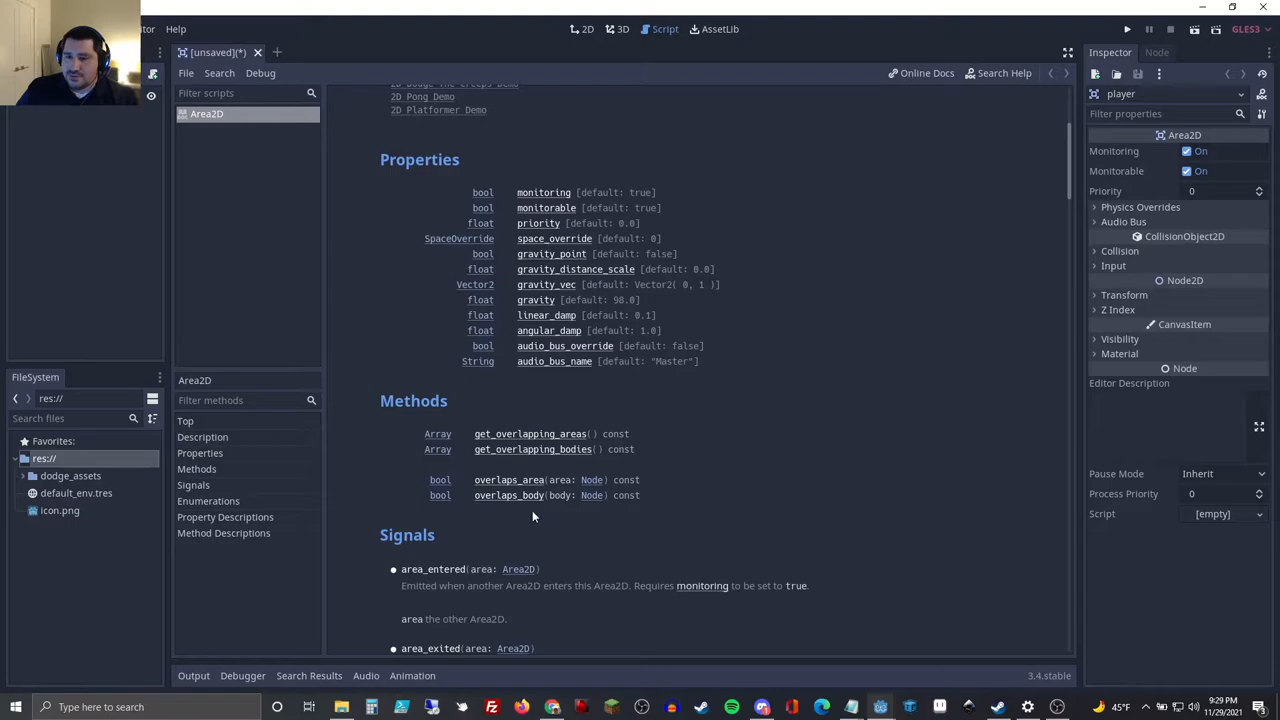 itor Help 2D 3D Script AssetLib GLES3
[unsaved](*) Inspector Node
File Search Debug Online Docs Search Help
Filter scripts player
Area2D Filter properties
2D Pong Demo
2D Platformer Demo
Properties
bool monitoring [default: true]
bool monitorable [default: true]
float priority [default: 0.0]
SpaceOverride space_override [default: 0]
bool gravity_point [default: false]
float gravity_distance_scale [default: 0.0]
Vector2 gravity_vec [default: Vector2( 0, 1 )]
float gravity [default: 98.0]
float linear_damp [default: 0.1]
float angular_damp [default: 1.0]
bool audio_bus_override [default: false]
String audio_bus_name [default: "Master"]
Methods
Array get_overlapping_areas() const
Array get_overlapping_bodies() const
bool overlaps_area(area: Node) const
bool overlaps_body(body: Node) const
Signals
area_entered(area: Area2D)
Emitted when another Area2D enters this Area2D. Requires monitoring to be set to true.
area the other Area2D.
area_exited(area: Area2D)
Area2D
Filter methods
Top
Description
Properties
Methods
Signals
Enumerations
Property Descriptions
Method Descriptions
FileSystem
res://
Search files
Favorites:
res://
dodge_assets
default_env.tres
icon.png
Area2D
Monitoring On
Monitorable On
Priority 0
Physics Overrides
Audio Bus
CollisionObject2D
Collision
Input
Node2D
Transform
Z Index
CanvasItem
Visibility
Material
Node
Editor Description
Pause Mode Inherit
Process Priority 0
Script [empty]
Output Debugger Search Results Audio Animation 3.4.stable
Type here to search 45°F 9:29 PM
11/29/2021